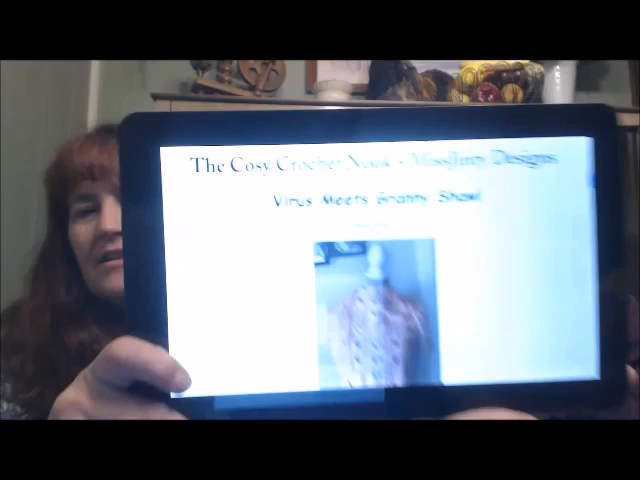 The Cosy Crochet Nook - MissJinty Designs
Virus Meets Granny Shawl